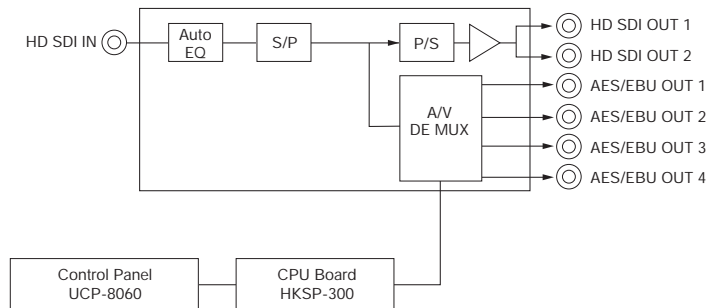 HD SDI IN
Auto
EQ
S/P
P/S
HD SDI OUT 1
HD SDI OUT 2
AES/EBU OUT 1
A/V
DE MUX
AES/EBU OUT 2
AES/EBU OUT 3
AES/EBU OUT 4
Control Panel
UCP-8060
CPU Board
HKSP-300